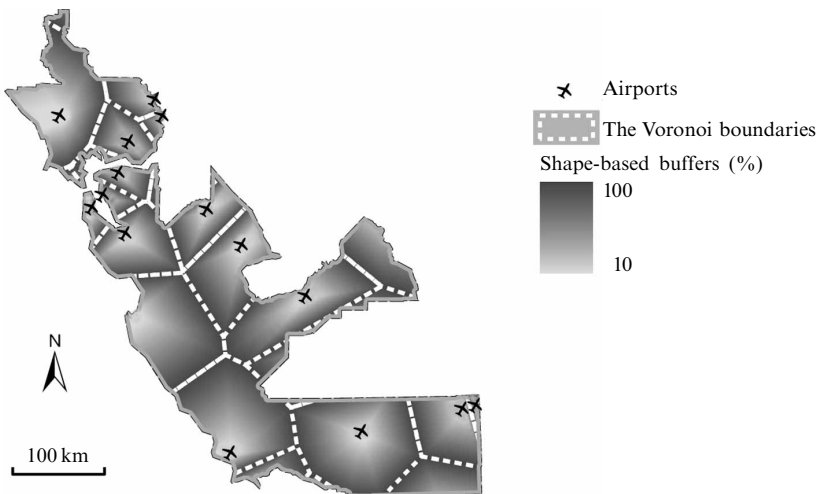 Airports
The Voronoi boundaries
Shape-based buffers (%)
100
10
N
100 km